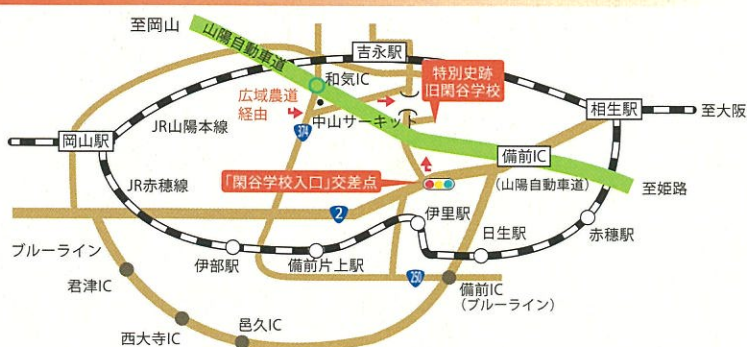 至岡山
山陽自動車道
吉永駅
和気IC
特別史跡
旧閑谷学校
広域農道
経由
中山サーキット
相生駅
至大阪
374
JR山陽本線
岡山駅
備前IC
(山陽自動車道)
JR赤穂線
「閑谷学校入口」交差点
至姫路
2
伊里駅
日生駅
赤穂駅
ブルーライン
伊部駅
備前片上駅
250
君津IC
備前IC
(ブルーライン)
西大寺IC
邑久IC